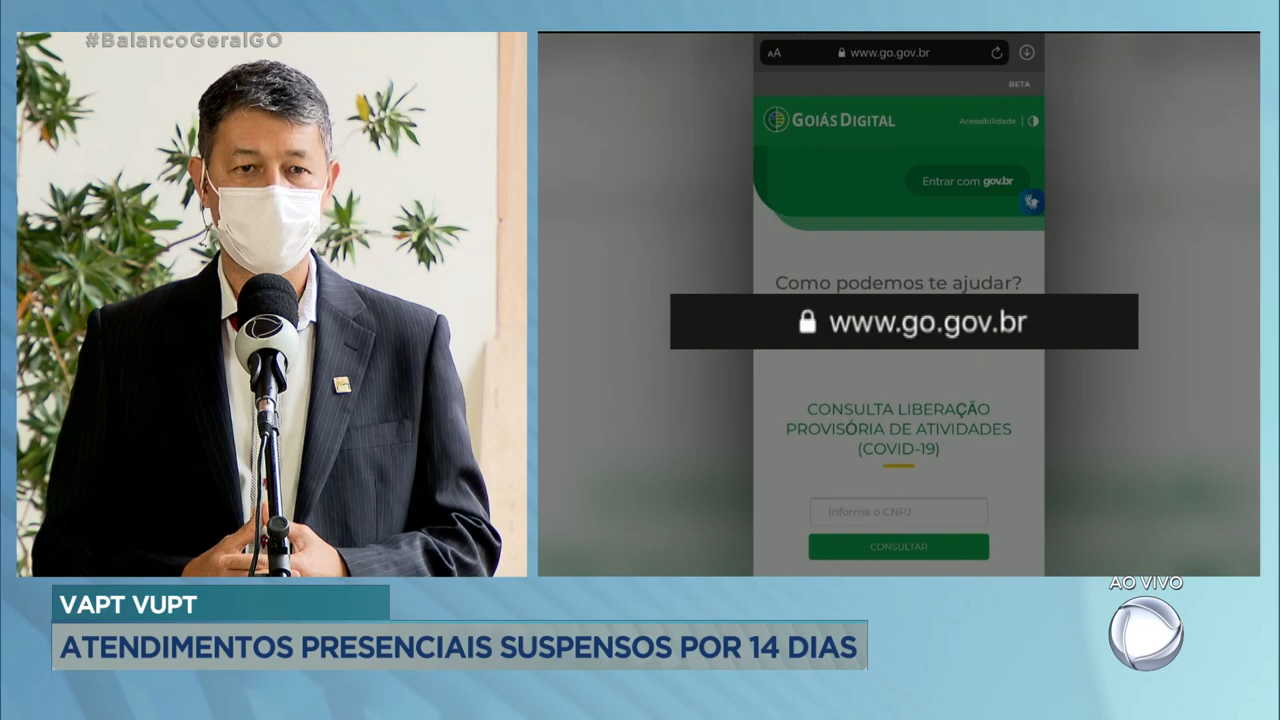 #BalancoGeralGO
AA
www.go.gov.br
BETA
GOIÁS DIGITAL
Acessibilidade |
Entrar com gov.br
Como podemos te ajudar?
www.go.gov.br
CONSULTA LIBERAÇÃO
PROVISÓRIA DE ATIVIDADES
(COVID-19)
Informe o CNPJ
CONSULTAR
VAPT VUPT
ATENDIMENTOS PRESENCIAIS SUSPENSOS POR 14 DIAS
AO VIVO